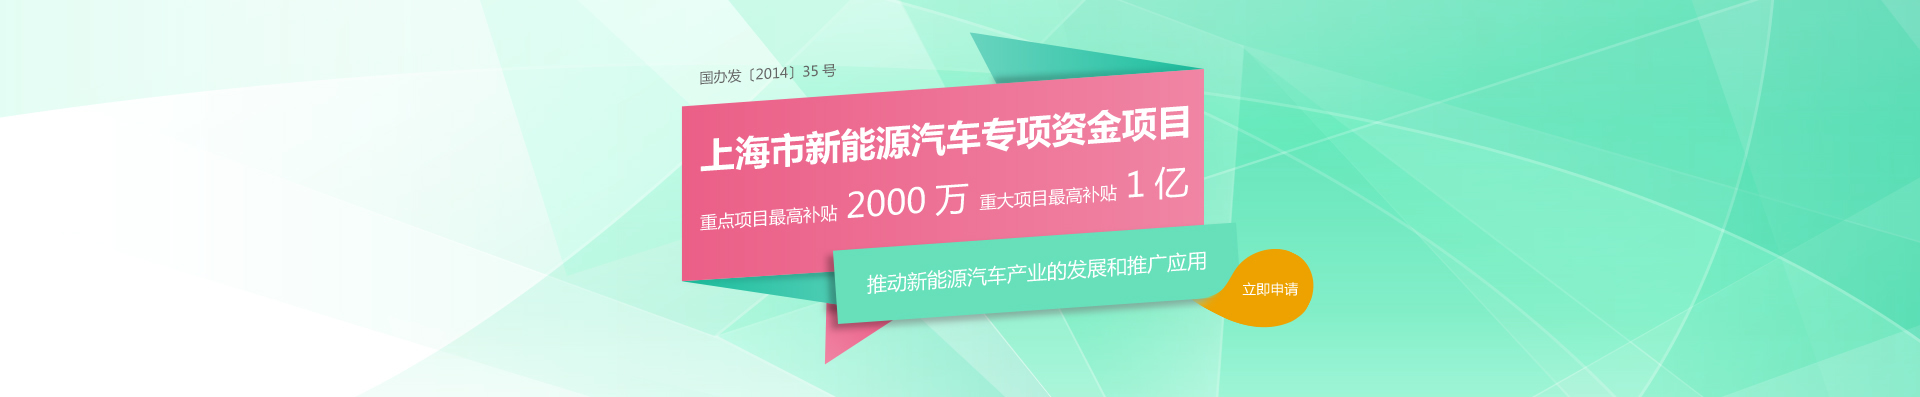 国办发〔2014〕35 号
上海市新能源汽车专项资金项目
重点项目最高补贴 2000 万 重大项目最高补贴 1 亿
推动新能源汽车产业的发展和推广应用
立即申请